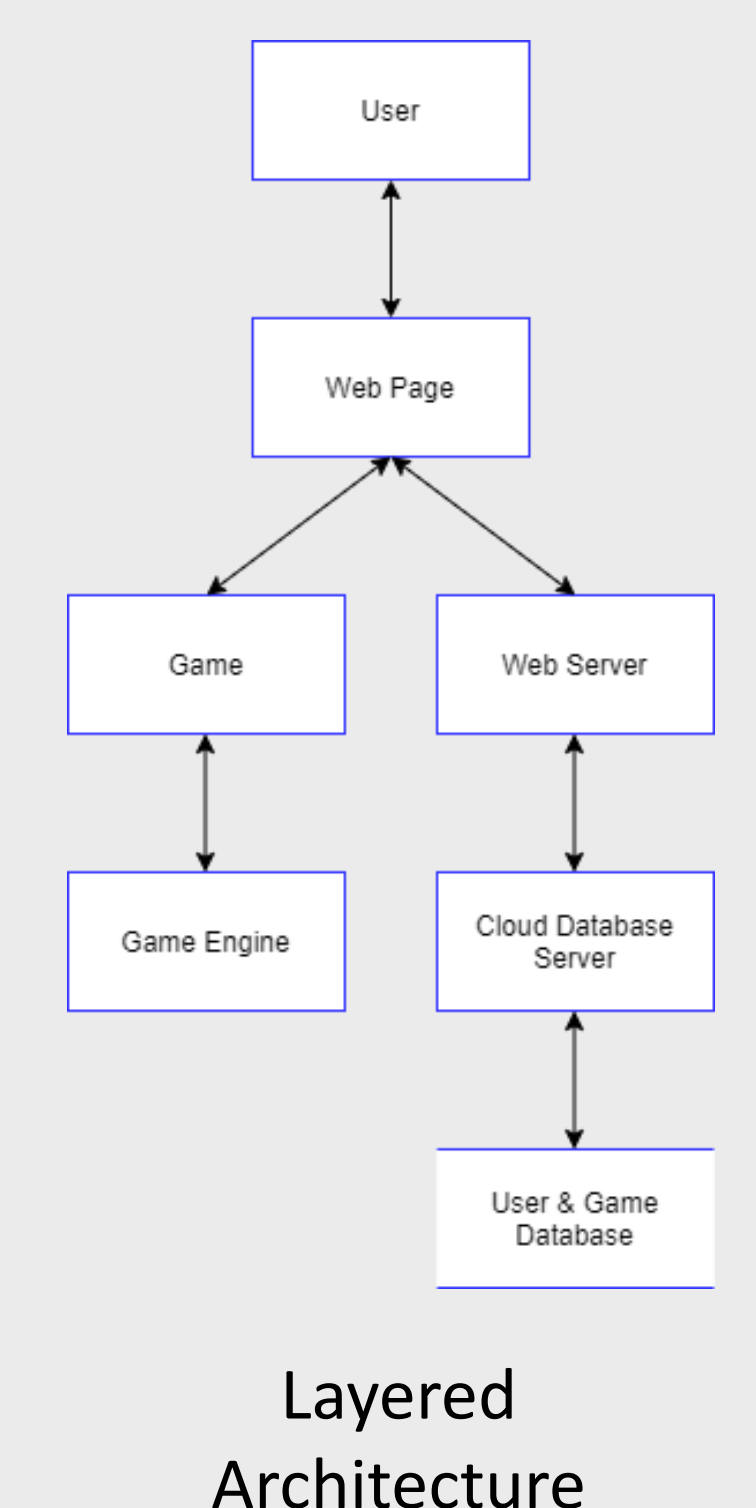 User
Web Page
Game
Web Server
Game Engine
Cloud Database
Server
User & Game
Database
Layered
Architecture